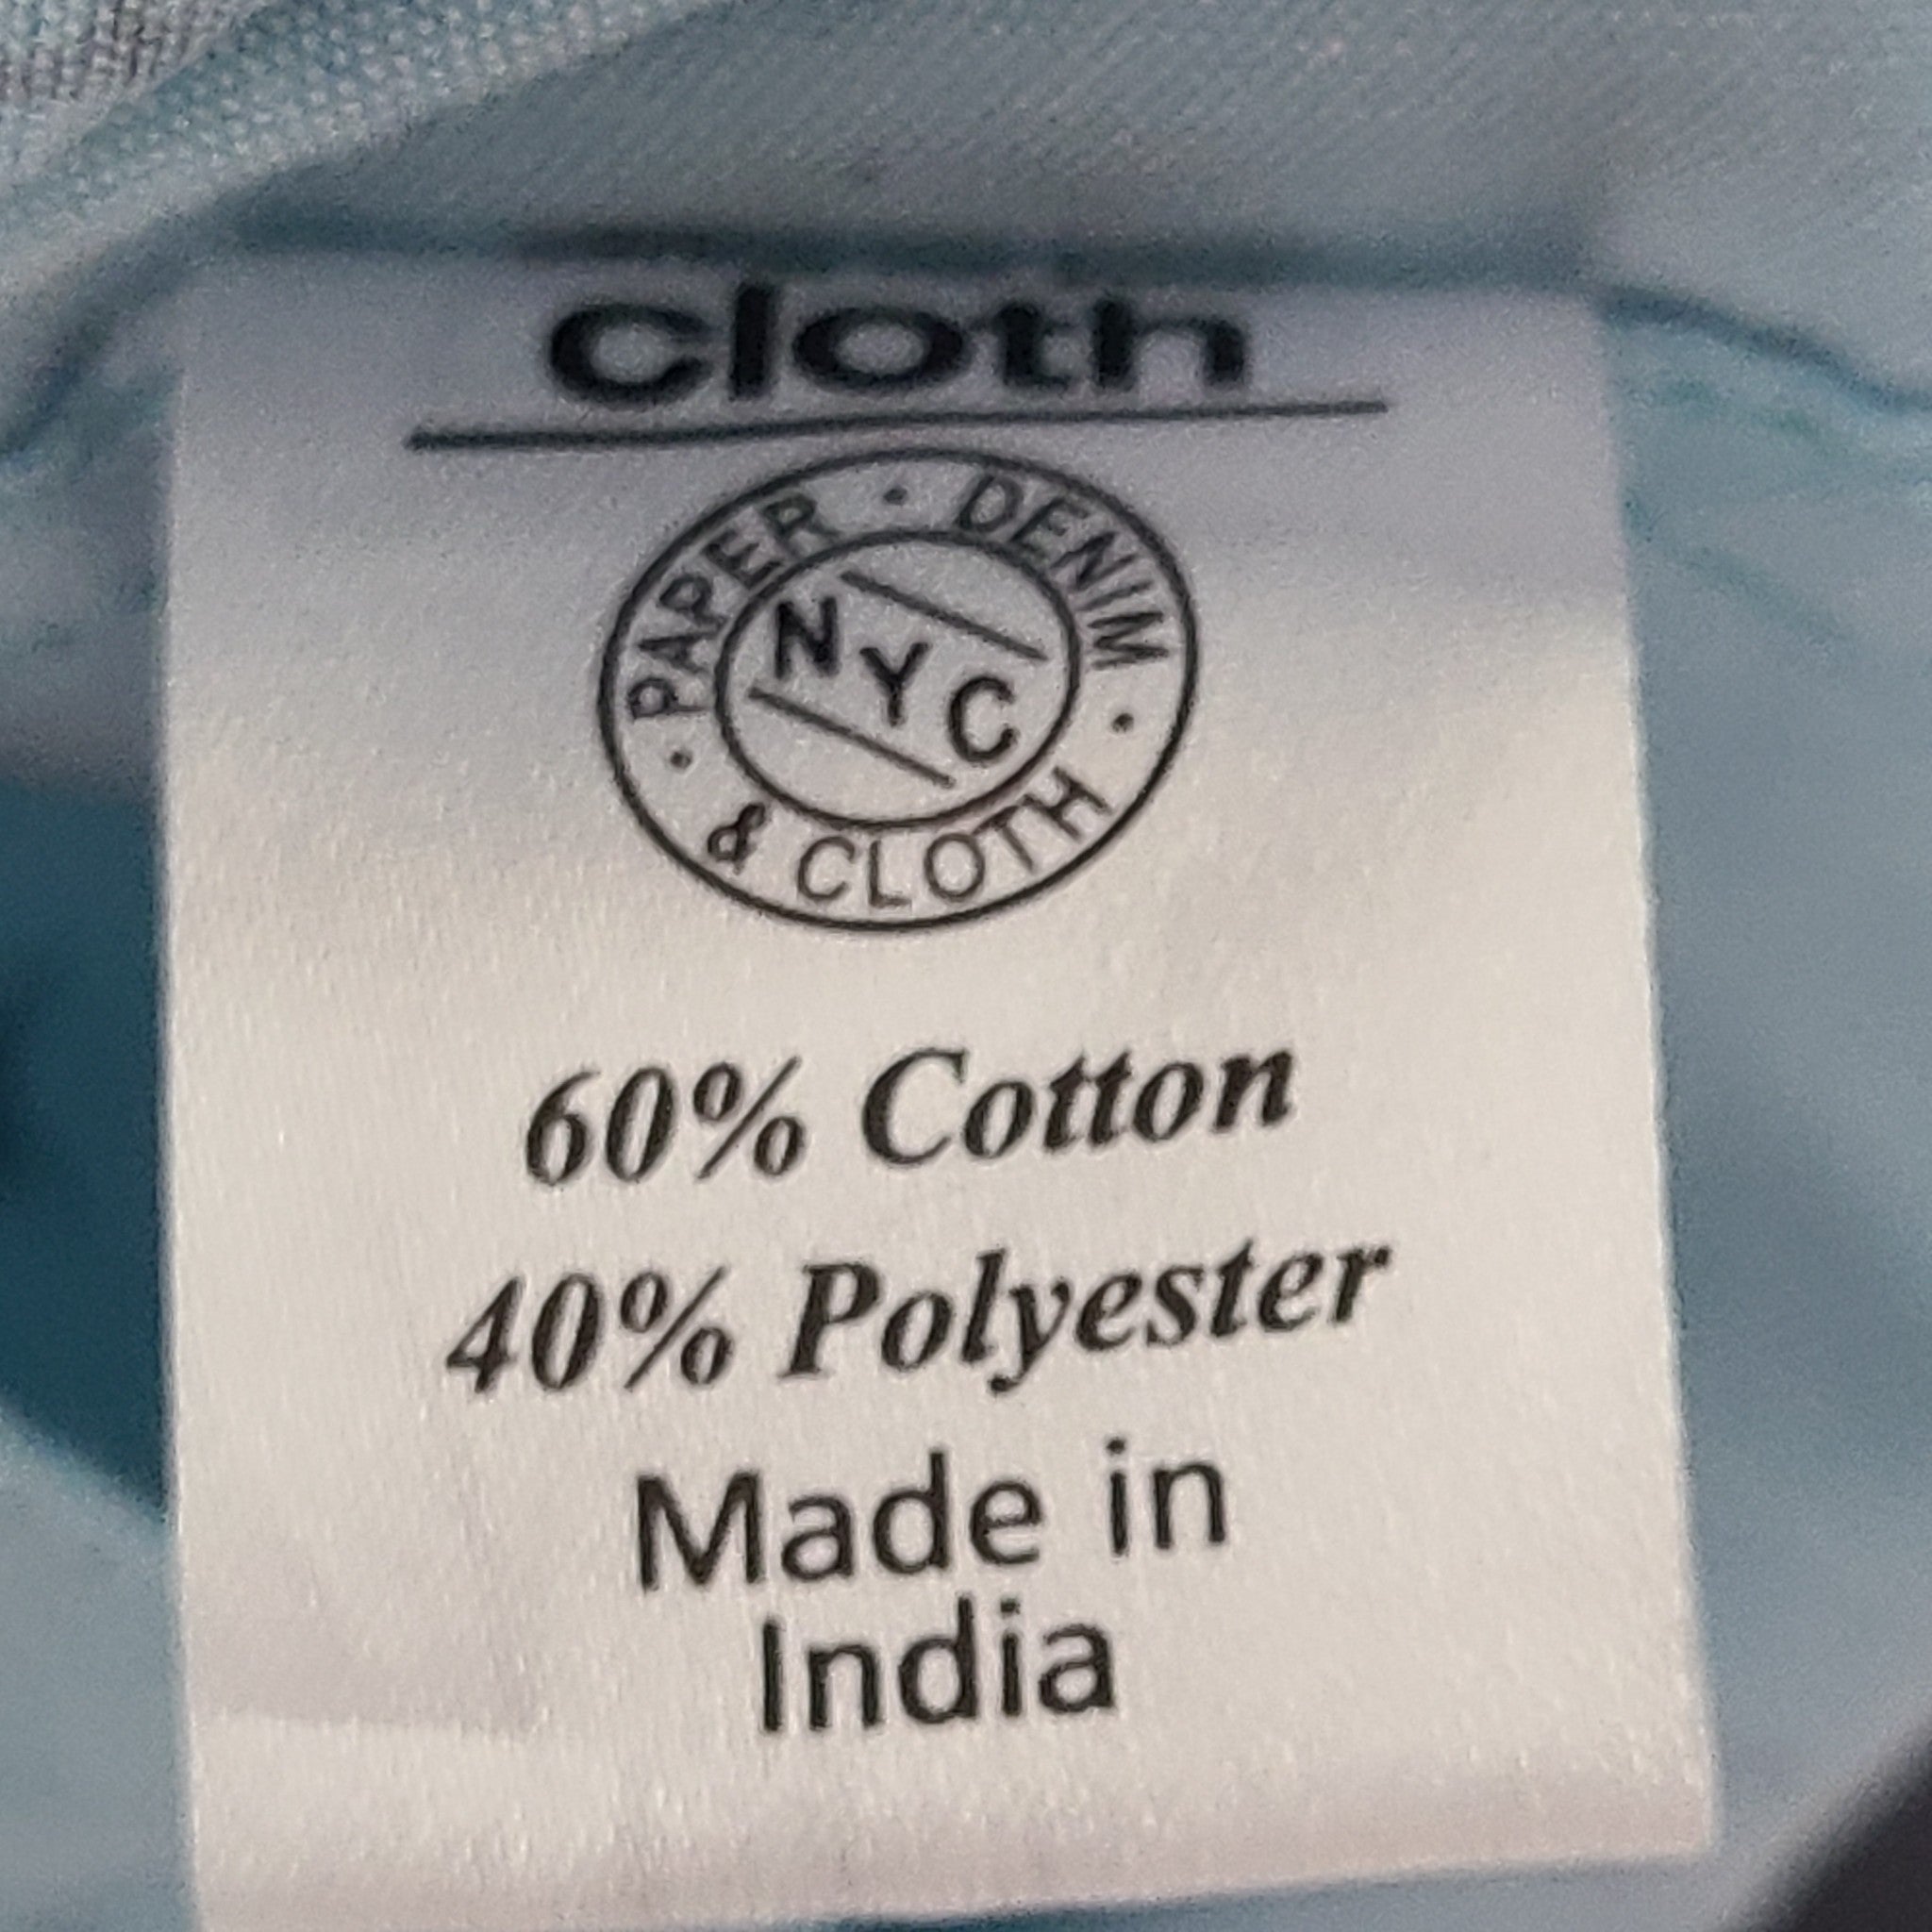 cloth
PAPER · DENIM ·
& CLOTH ·
NYC
60% Cotton
40% Polyester
Made in
India